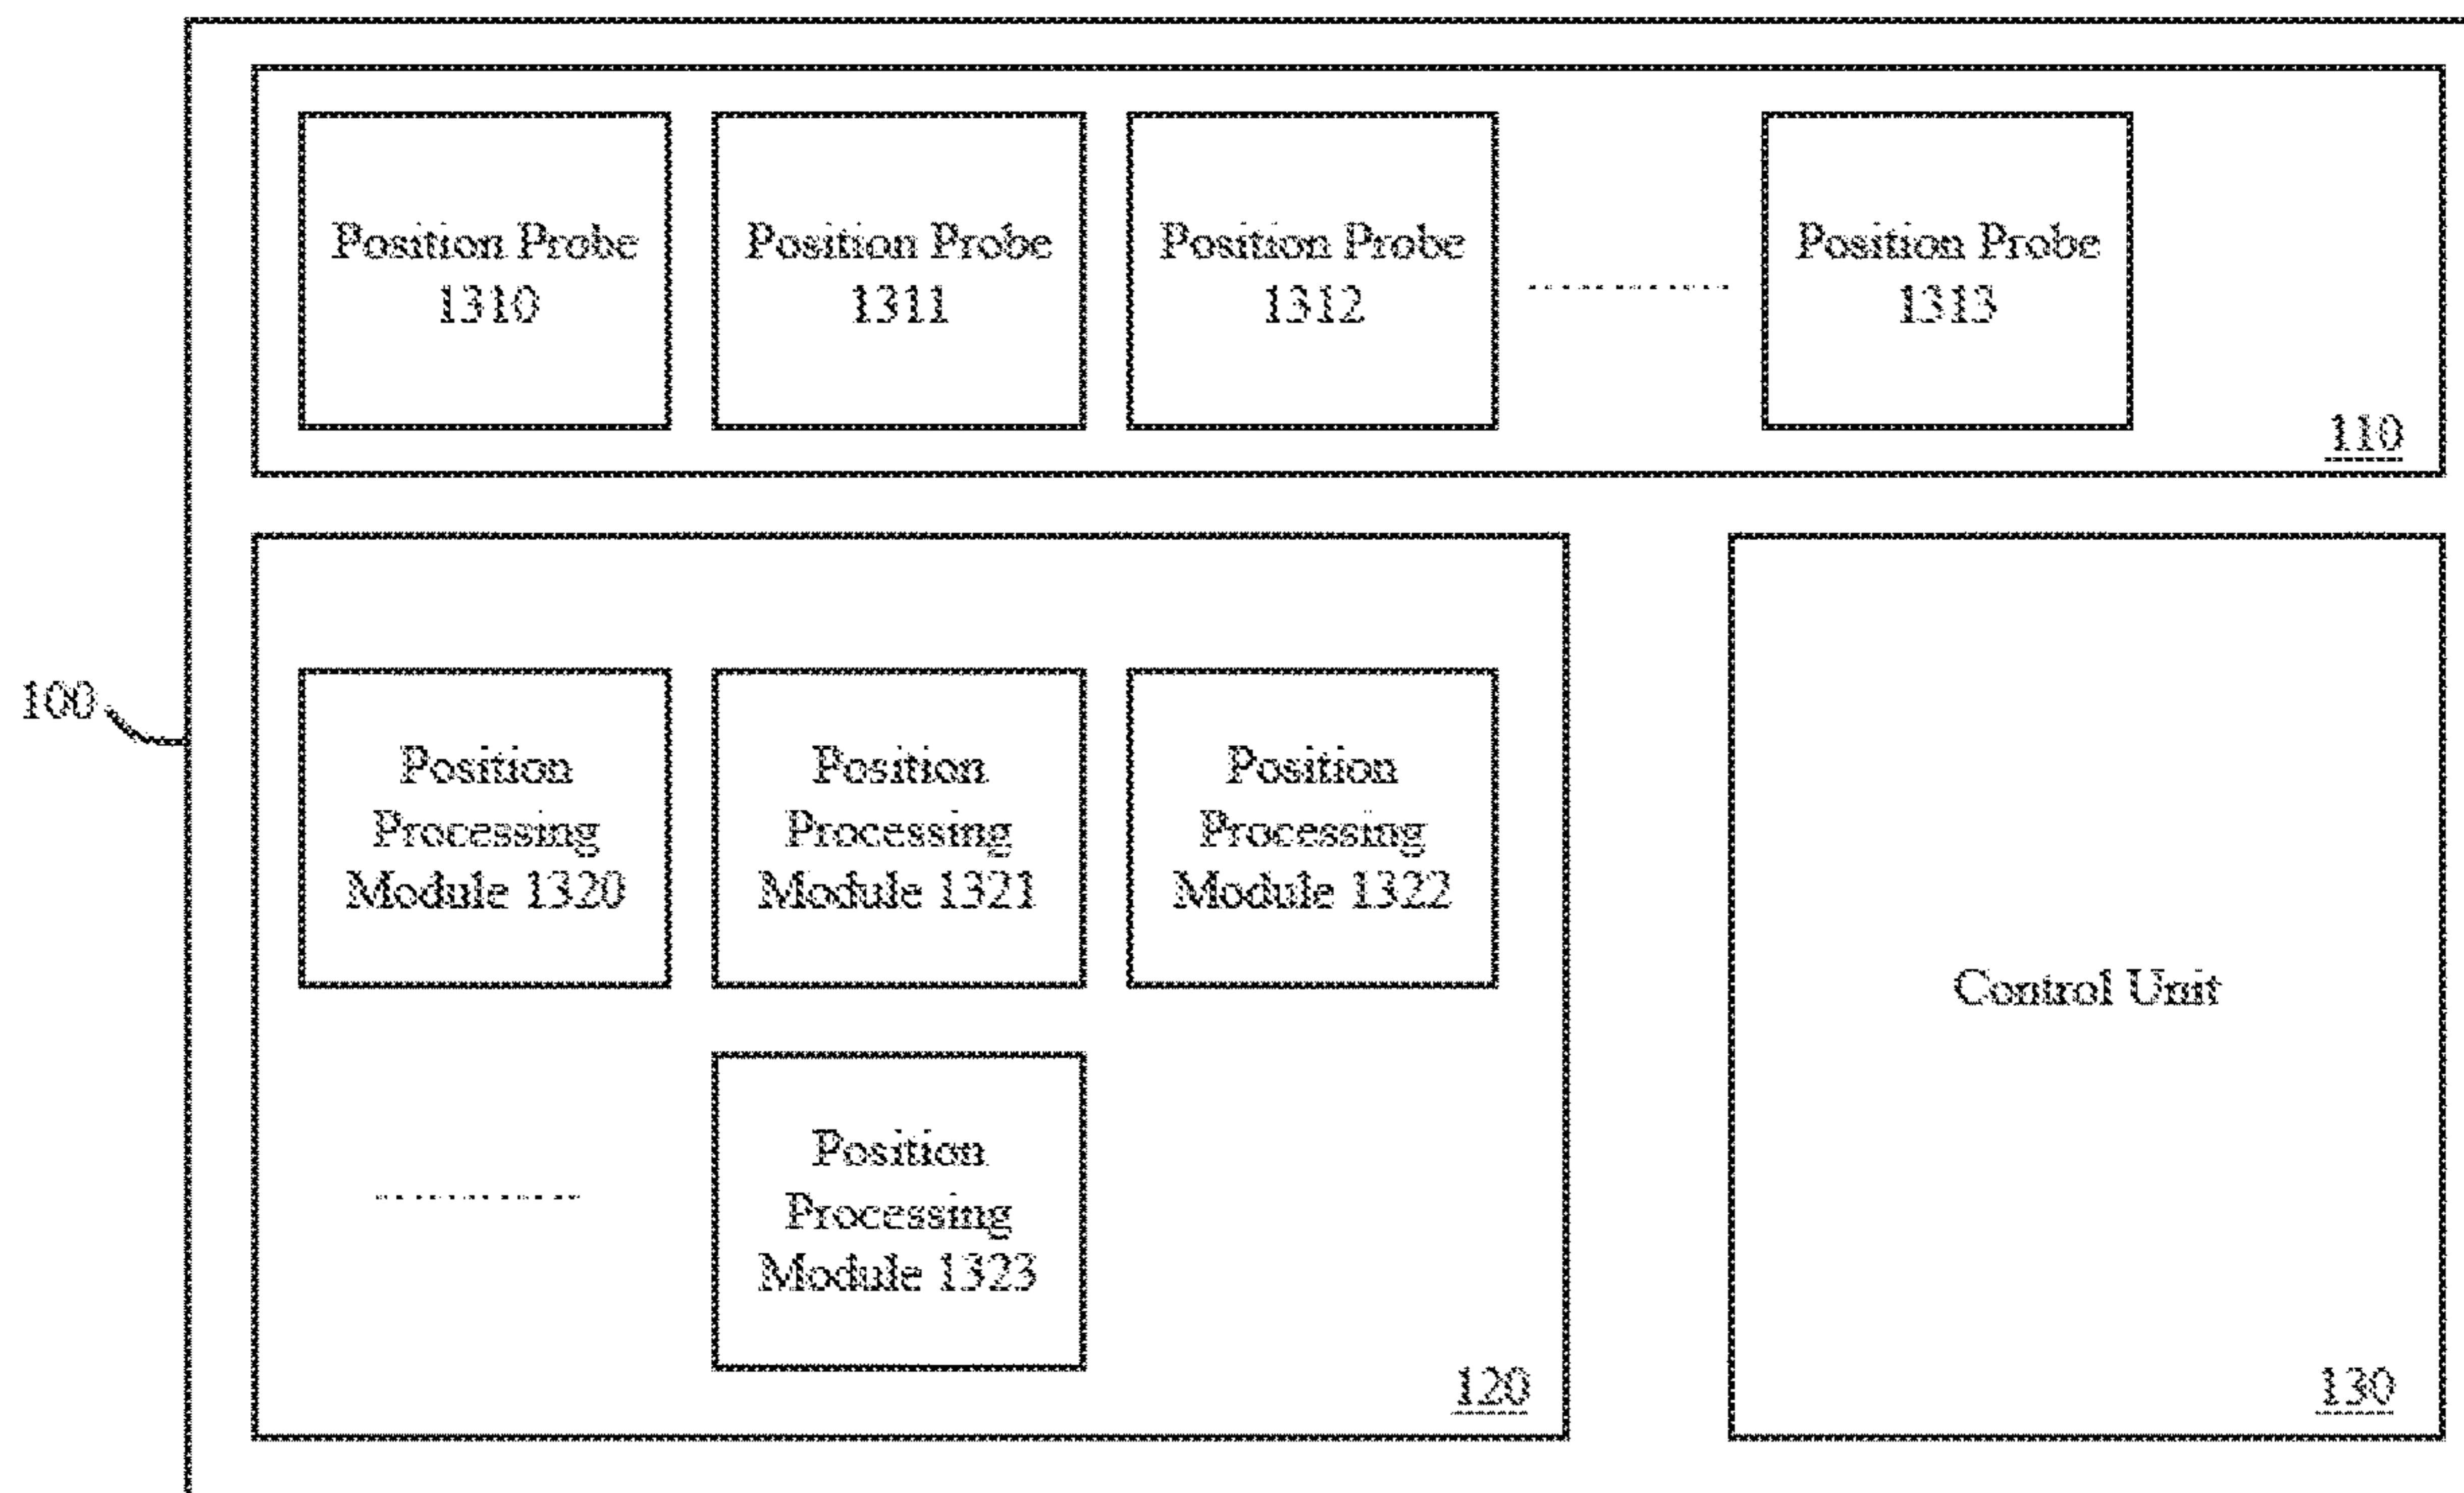 Position Probe
1310
Position Probe
1311
Position Probe
1312
Position Probe
1313
110
100
Position
Processing
Module 1320
Position
Processing
Module 1321
Position
Processing
Module 1322
Position
Processing
Module 1323
120
Control Unit
130